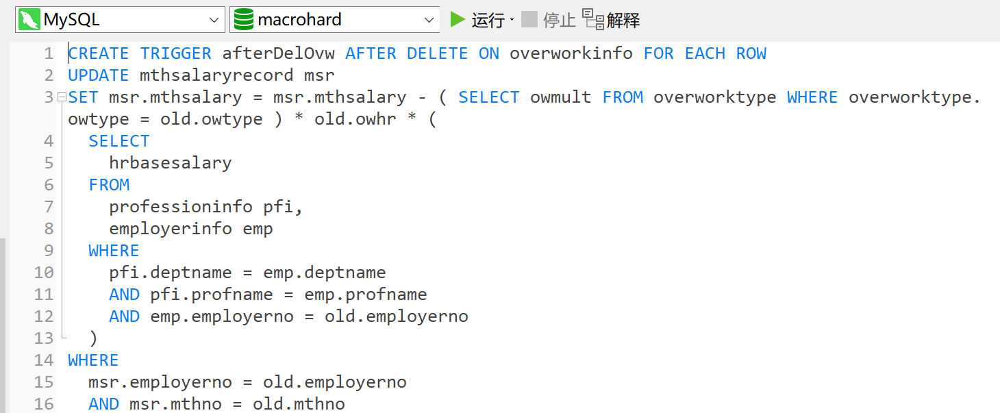 MySQL macrohard 运行 停止 解释
1 CREATE TRIGGER afterDelOvw AFTER DELETE ON overworkinfo FOR EACH ROW
2 UPDATE mthsalaryrecord msr
3 SET msr.mthsalary = msr.mthsalary - ( SELECT owmult FROM overworktype WHERE overworktype.
owtype = old.owtype ) * old.owhr * (
4 SELECT
5 hrbasesalary
6 FROM
7 professioninfo pfi,
8 employerinfo emp
9 WHERE
10 pfi.deptname = emp.deptname
11 AND pfi.profname = emp.profname
12 AND emp.employerno = old.employerno
13 )
14 WHERE
15 msr.employerno = old.employerno
16 AND msr.mthno = old.mthno